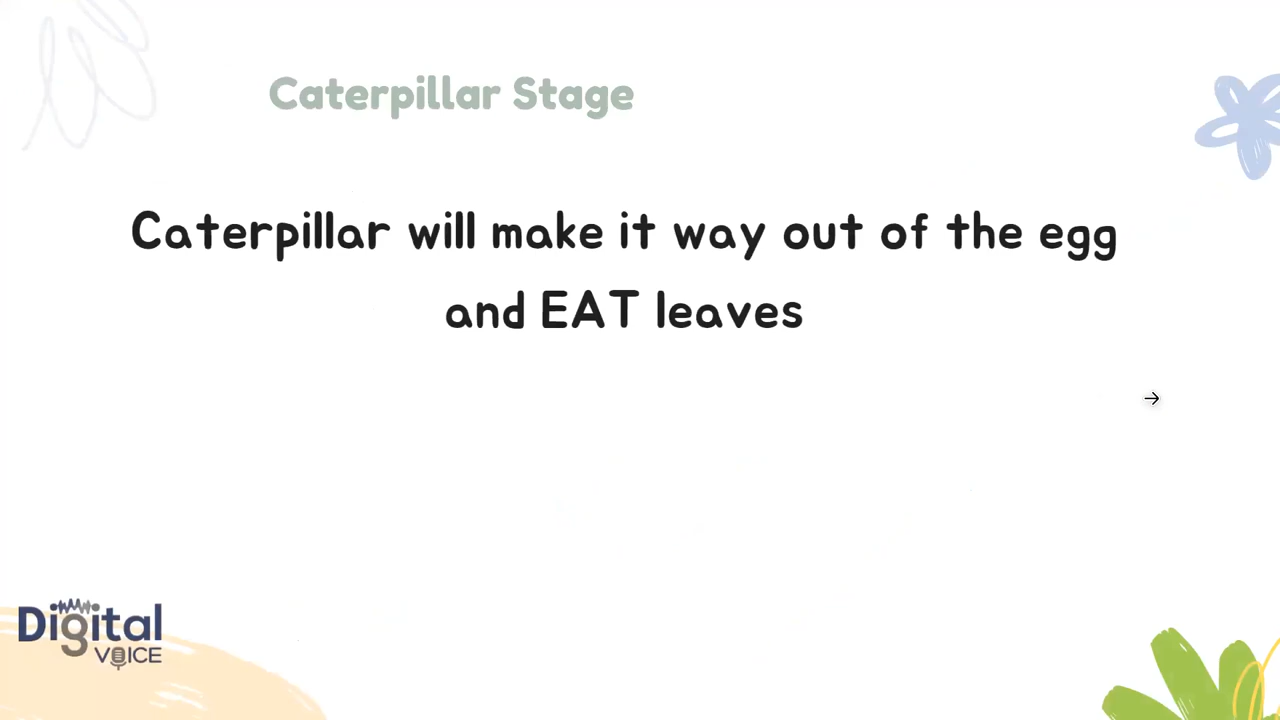 Caterpillar Stage
Caterpillar will make it way out of the egg
and EAT leaves
Digital
VOICE